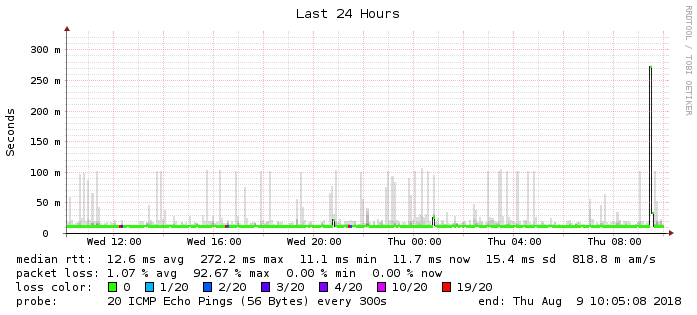 Last 24 Hours
RRDTOOL / TOBI OETIKER
Seconds
300 m
250 m
200 m
150 m
100 m
50 m
0
Wed 12:00 Wed 16:00 Wed 20:00 Thu 00:00 Thu 04:00 Thu 08:00
median rtt: 12.6 ms avg 272.2 ms max 11.1 ms min 11.7 ms now 15.4 ms sd 818.8 m am/s
packet loss: 1.07 % avg 92.67 % max 0.00 % min 0.00 % now
loss color: 0 1/20 2/20 3/20 4/20 10/20 19/20
probe: 20 ICMP Echo Pings (56 Bytes) every 300s end: Thu Aug 9 10:05:08 2018